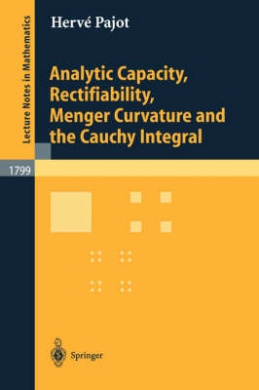 Hervé Pajot
Lecture Notes in Mathematics
Analytic Capacity,
Rectifiability,
Menger Curvature and
the Cauchy Integral
1799
Springer